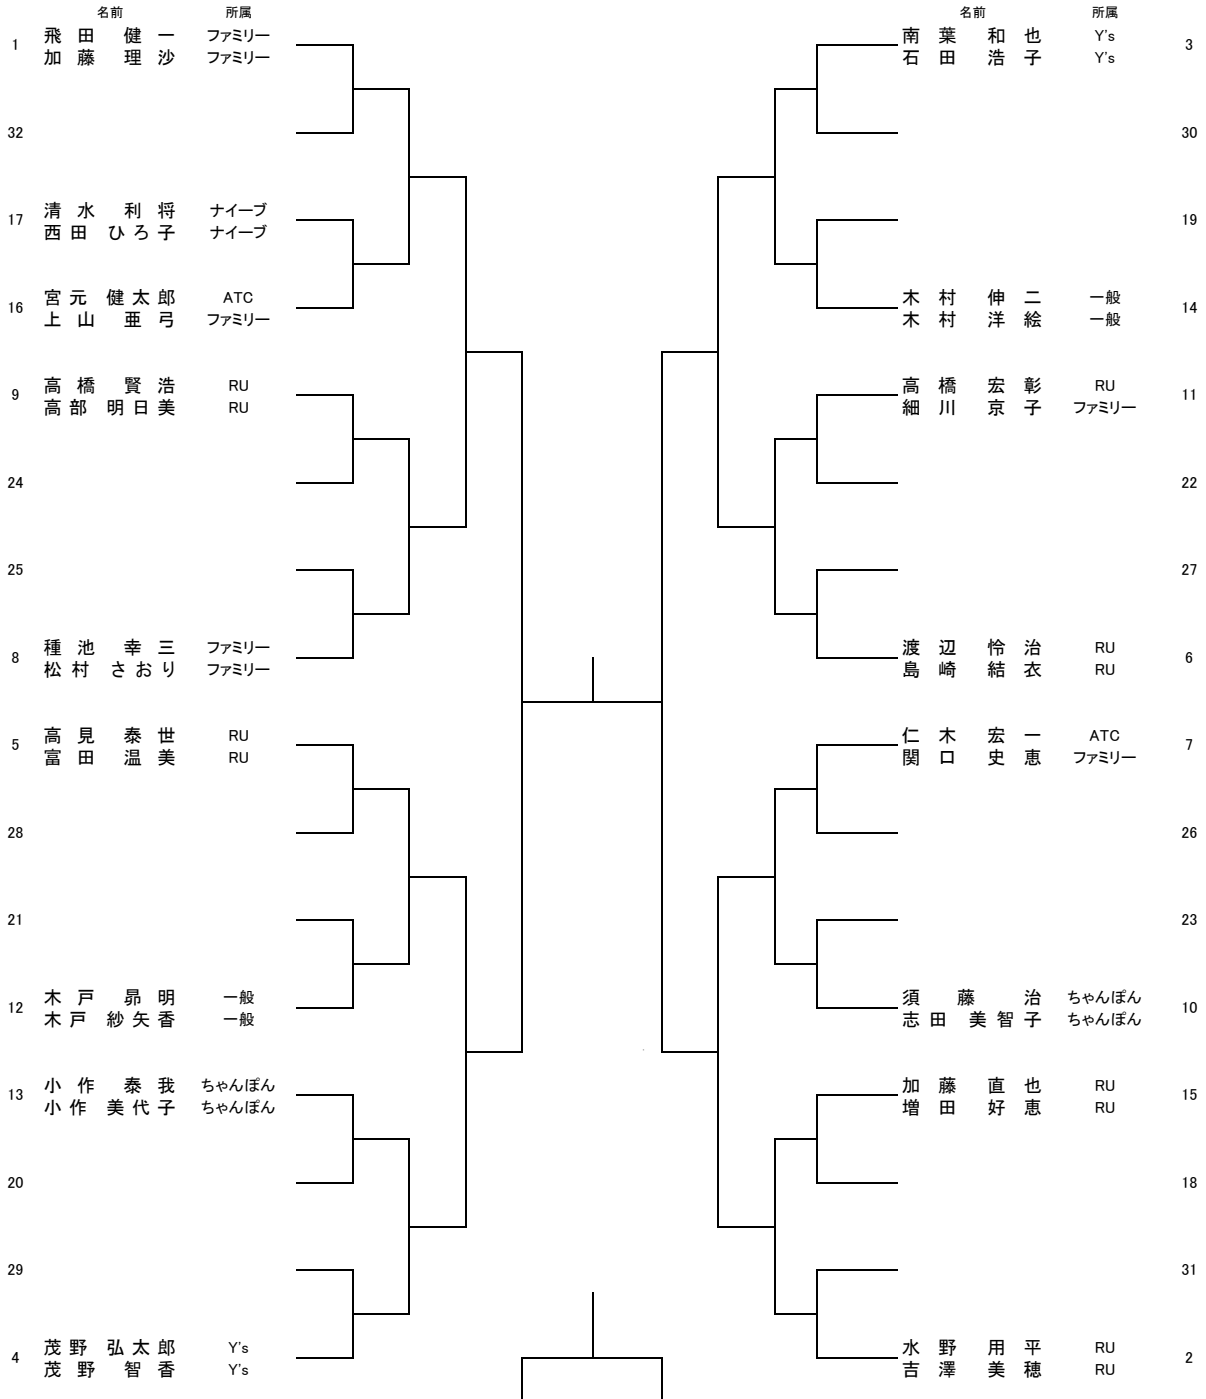 名前 所属
飛田 健一 ファミリー
1
加藤 理沙 ファミリー
32
清水 利将 ナイーブ
17
西田 ひろ子 ナイーブ
宮元 健太郎 ATC
16
上山 亜弓 ファミリー
高橋 賢浩 RU
9
高部 明日美 RU
24
25
種池 幸三 ファミリー
8
松村 さおり ファミリー
高見 泰世 RU
5
富田 温美 RU
28
21
木戸 昴明 一般
12
木戸 紗矢香 一般
小作 泰我 ちゃんぽん
13
小作 美代子 ちゃんぽん
20
29
茂野 弘太郎 Y's
4
茂野 智香 Y's
名前 所属
南葉 和也 Y's
3
石田 浩子 Y's
30
19
木村 伸二 一般
14
木村 洋絵 一般
高橋 宏彰 RU
11
細川 京子 ファミリー
22
27
渡辺 怜治 RU
6
島崎 結衣 RU
仁木 宏一 ATC
7
関口 史恵 ファミリー
26
23
須藤 治 ちゃんぽん
10
志田 美智子 ちゃんぽん
加藤 直也 RU
15
増田 好恵 RU
18
31
水野 用平 RU
2
吉澤 美穂 RU